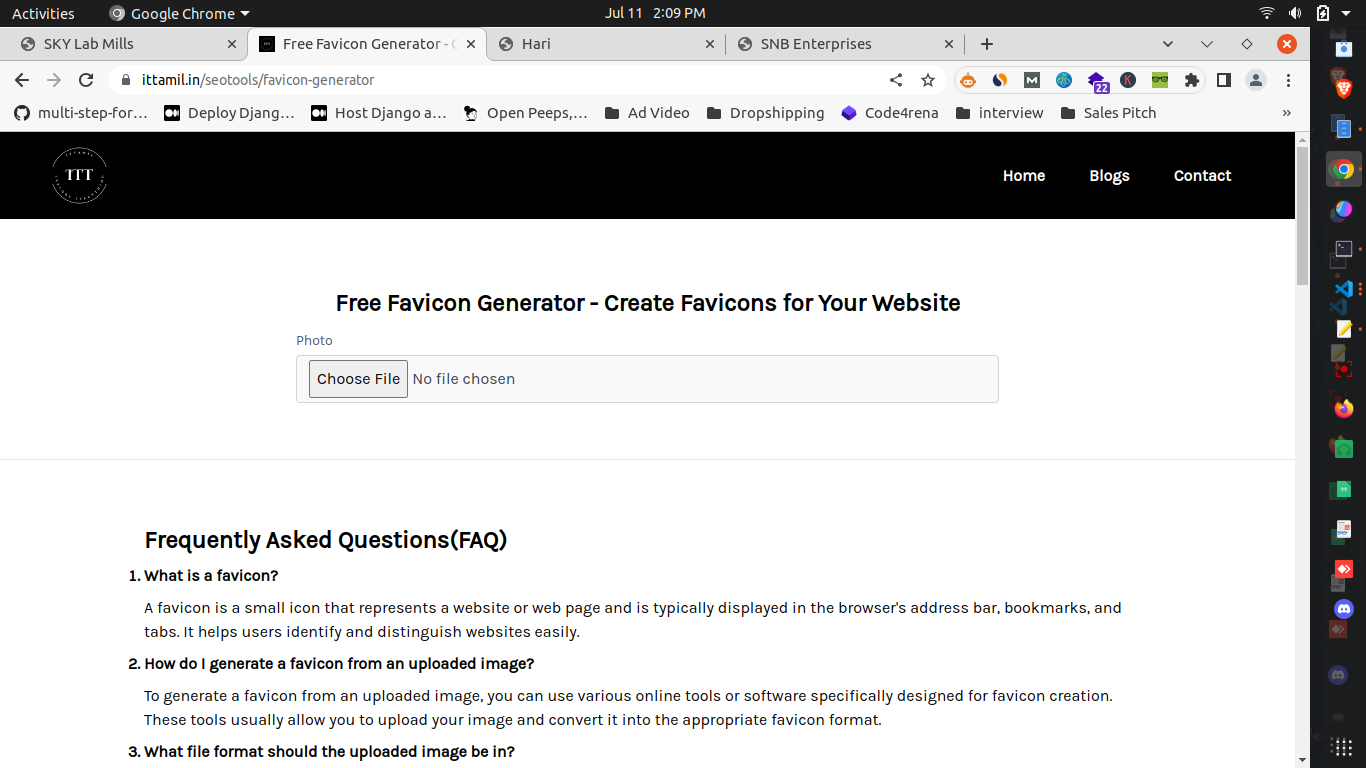 Activities Google Chrome Jul 11 2:09 PM
SKY Lab Mills Free Favicon Generator - Hari SNB Enterprises
ittamil.in/seotools/favicon-generator
22
multi-step-for... Deploy Djang... Host Django a... Open Peeps,... Ad Video Dropshipping Code4rena interview Sales Pitch »
ITT
Home Blogs Contact
Free Favicon Generator - Create Favicons for Your Website
Photo
Choose File No file chosen
Frequently Asked Questions(FAQ)
1. What is a favicon?
A favicon is a small icon that represents a website or web page and is typically displayed in the browser's address bar, bookmarks, and
tabs. It helps users identify and distinguish websites easily.
2. How do I generate a favicon from an uploaded image?
To generate a favicon from an uploaded image, you can use various online tools or software specifically designed for favicon creation.
These tools usually allow you to upload your image and convert it into the appropriate favicon format.
3. What file format should the uploaded image be in?